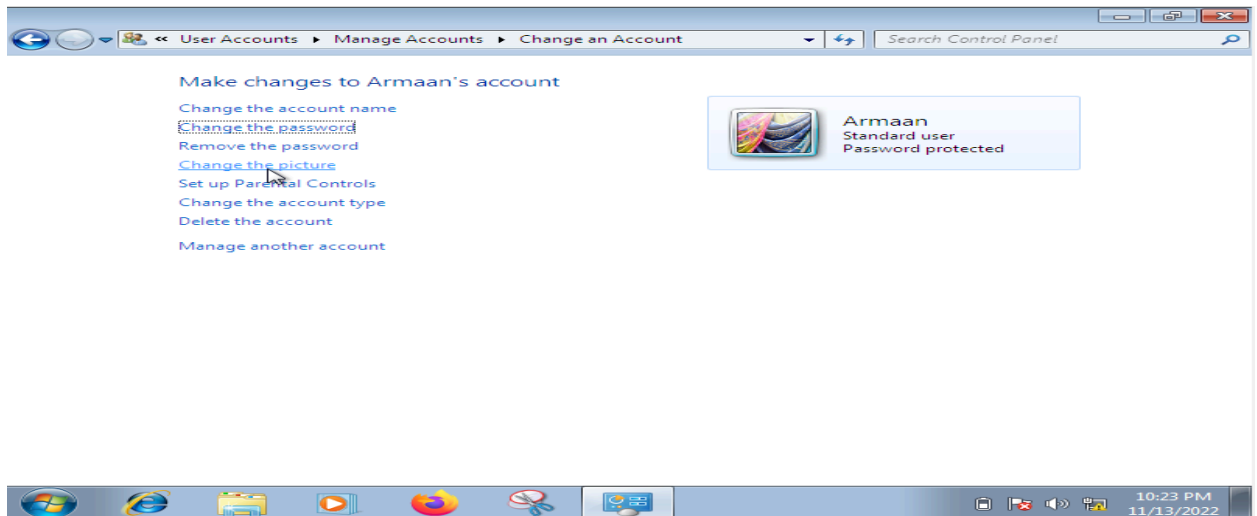 « User Accounts ▸ Manage Accounts ▸ Change an Account
Search Control Panel
Make changes to Armaan's account
Change the account name
Change the password
Remove the password
Change the picture
Set up Parental Controls
Change the account type
Delete the account
Manage another account
Armaan
Standard user
Password protected
10:23 PM
11/13/2022